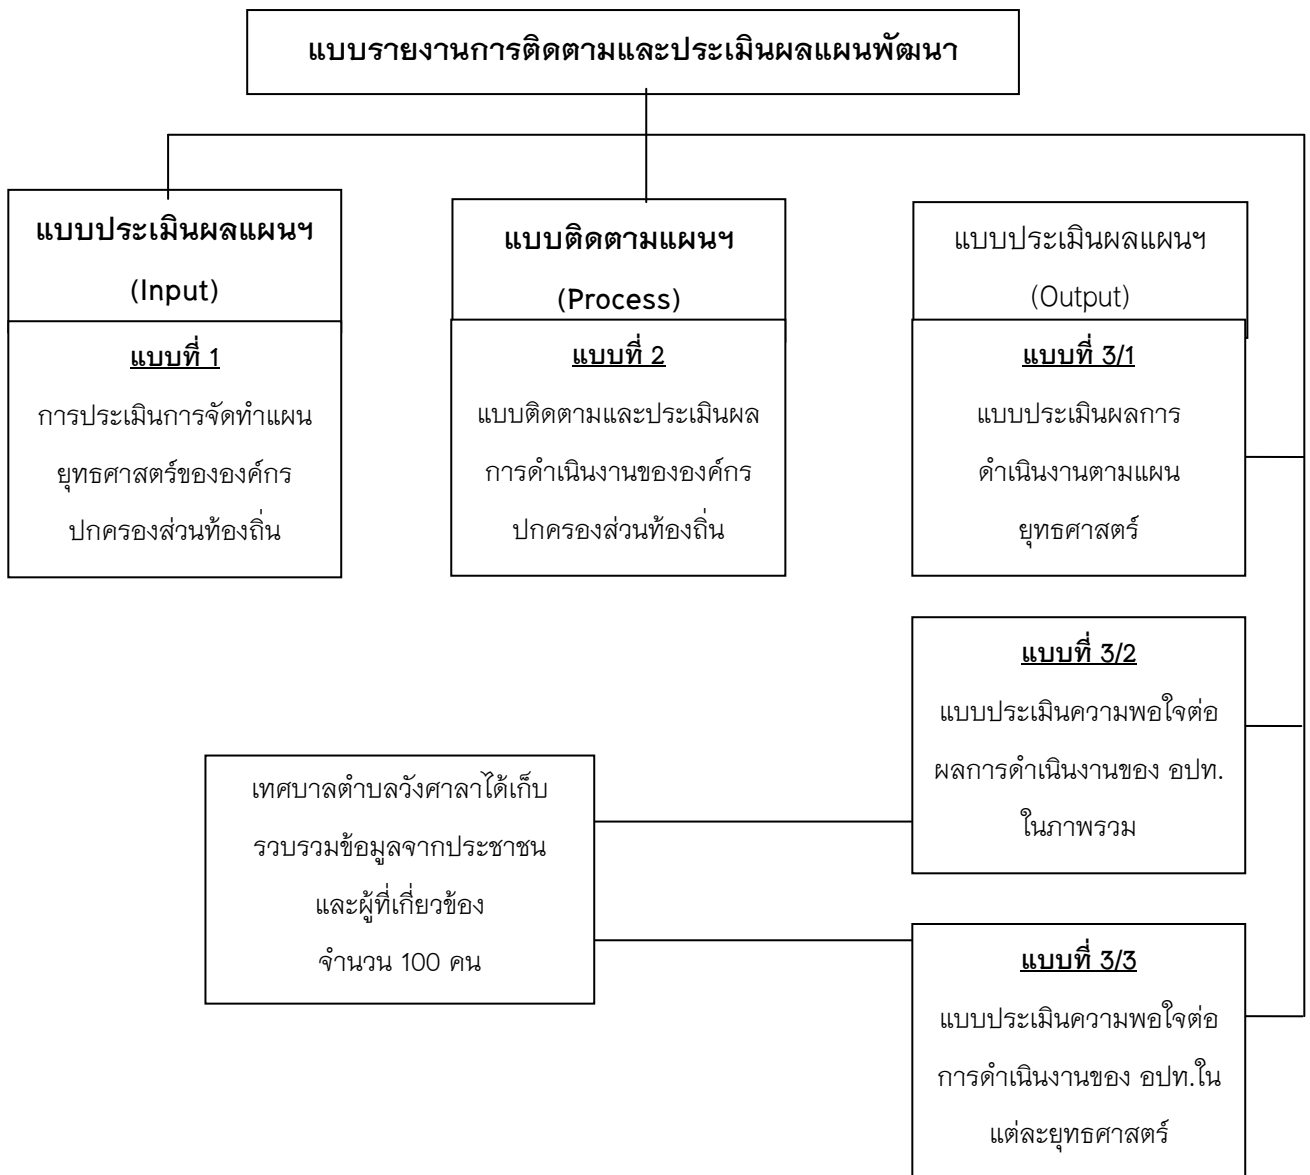 แบบรายงานการติดตามและประเมินผลแผนพัฒนา
แบบประเมินผลแผนฯ
(Input)
แบบที่ 1
การประเมินการจัดทำแผน
ยุทธศาสตร์ขององค์กร
ปกครองส่วนท้องถิ่น
แบบติดตามแผนฯ
(Process)
แบบที่ 2
แบบติดตามและประเมินผล
การดำเนินงานขององค์กร
ปกครองส่วนท้องถิ่น
แบบประเมินผลแผนฯ
(Output)
แบบที่ 3/1
แบบประเมินผลการ
ดำเนินงานตามแผน
ยุทธศาสตร์
แบบที่ 3/2
แบบประเมินความพอใจต่อ
ผลการดำเนินงานของ อปท.
ในภาพรวม
เทศบาลตำบลวังศาลาได้เก็บ
รวบรวมข้อมูลจากประชาชน
และผู้ที่เกี่ยวข้อง
จำนวน 100 คน
แบบที่ 3/3
แบบประเมินความพอใจต่อ
การดำเนินงานของ อปท.ใน
แต่ละยุทธศาสตร์